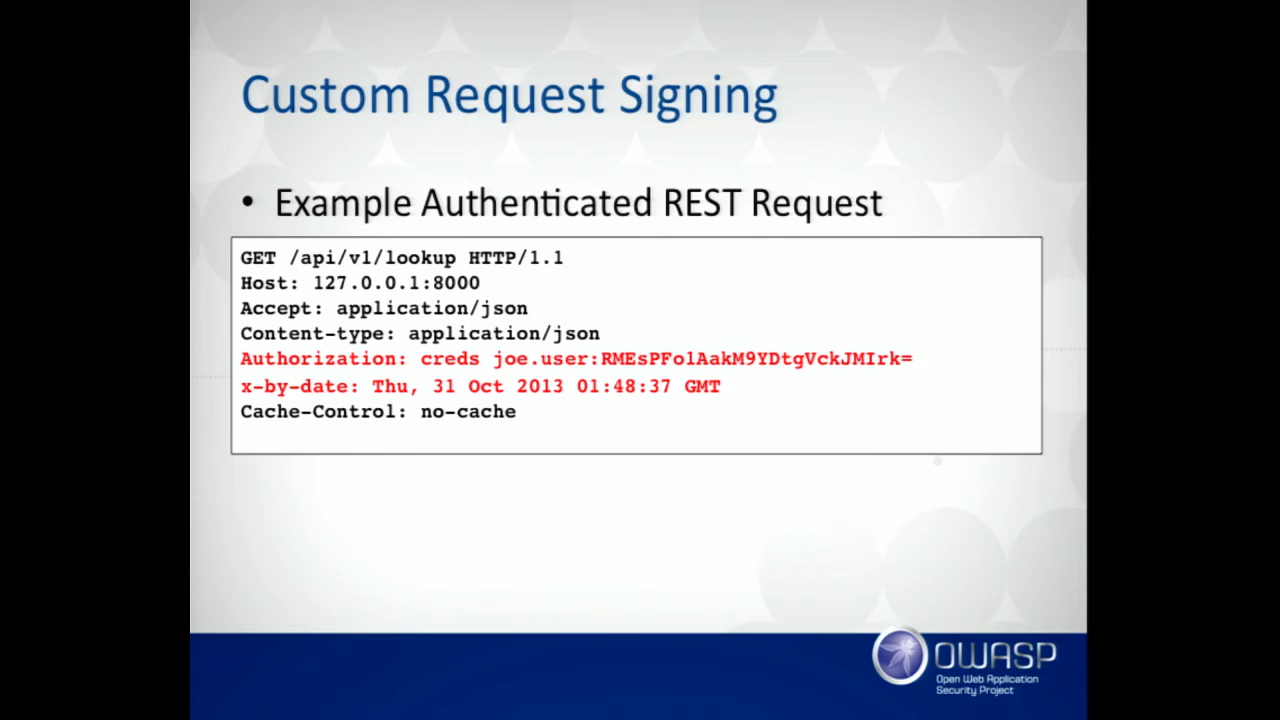 Custom Request Signing
• Example Authenticated REST Request
GET /api/v1/lookup HTTP/1.1
Host: 127.0.0.1:8000
Accept: application/json
Content-type: application/json
Authorization: creds joe.user:RMEsPFolAakM9YDtgVckJMIrk=
x-by-date: Thu, 31 Oct 2013 01:48:37 GMT
Cache-Control: no-cache
OWASP
Open Web Application
Security Project